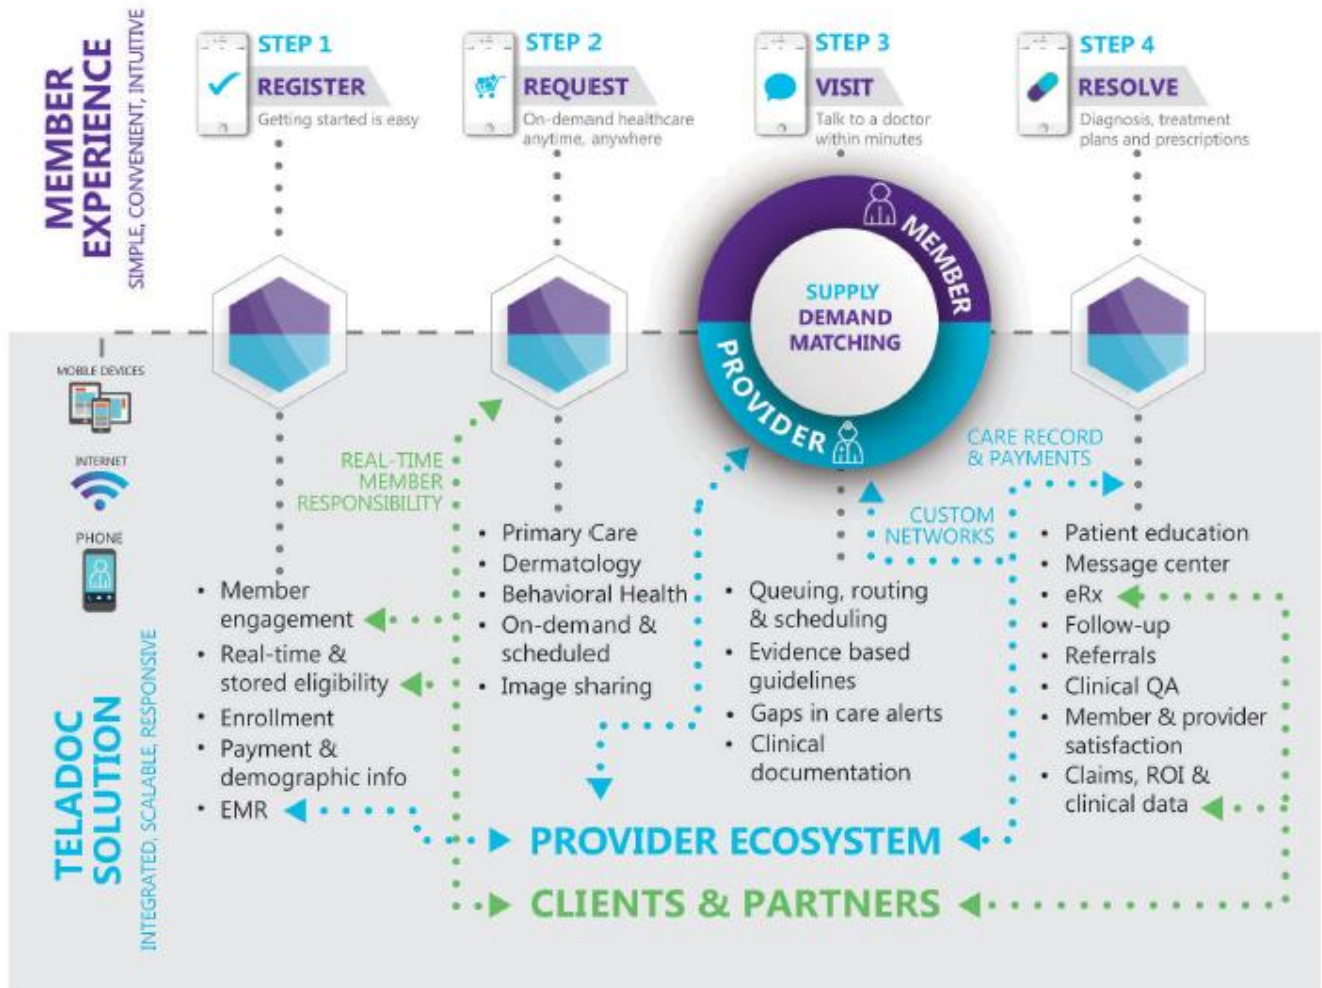 MEMBER
EXPERIENCE
SIMPLE, CONVENIENT, INTUITIVE
STEP 1
REGISTER
Getting started is easy
STEP 2
REQUEST
On-demand healthcare
anytime, anywhere
STEP 3
VISIT
Talk to a doctor
within minutes
STEP 4
RESOLVE
Diagnosis, treatment
plans and prescriptions
MEMBER
SUPPLY
DEMAND
MATCHING
PROVIDER
MOBILE DEVICES
INTERNET
PHONE
TELADOC
SOLUTION
INTEGRATED, SCALABLE, RESPONSIVE
REAL-TIME
MEMBER
RESPONSIBILITY
CARE RECORD
& PAYMENTS
CUSTOM
NETWORKS
• Member
engagement
• Real-time &
stored eligibility
• Enrollment
• Payment &
demographic info
• EMR
• Primary Care
• Dermatology
• Behavioral Health
• On-demand &
scheduled
• Image sharing
• Queuing, routing
& scheduling
• Evidence based
guidelines
• Gaps in care alerts
• Clinical
documentation
• Patient education
• Message center
• eRx
• Follow-up
• Referrals
• Clinical QA
• Member & provider
satisfaction
• Claims, ROI &
clinical data
PROVIDER ECOSYSTEM
CLIENTS & PARTNERS